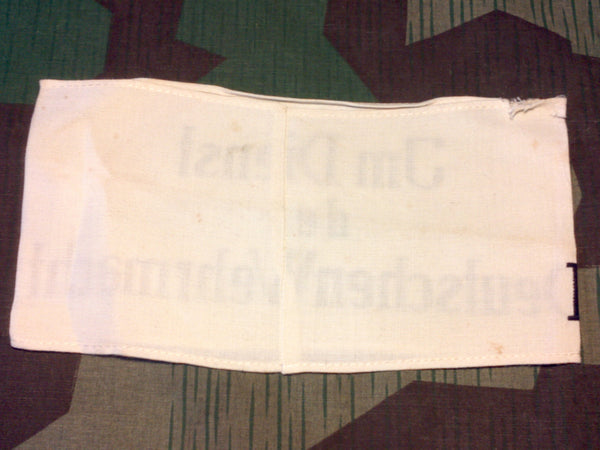 Im Dienst
der
Deutschen Wehrmacht